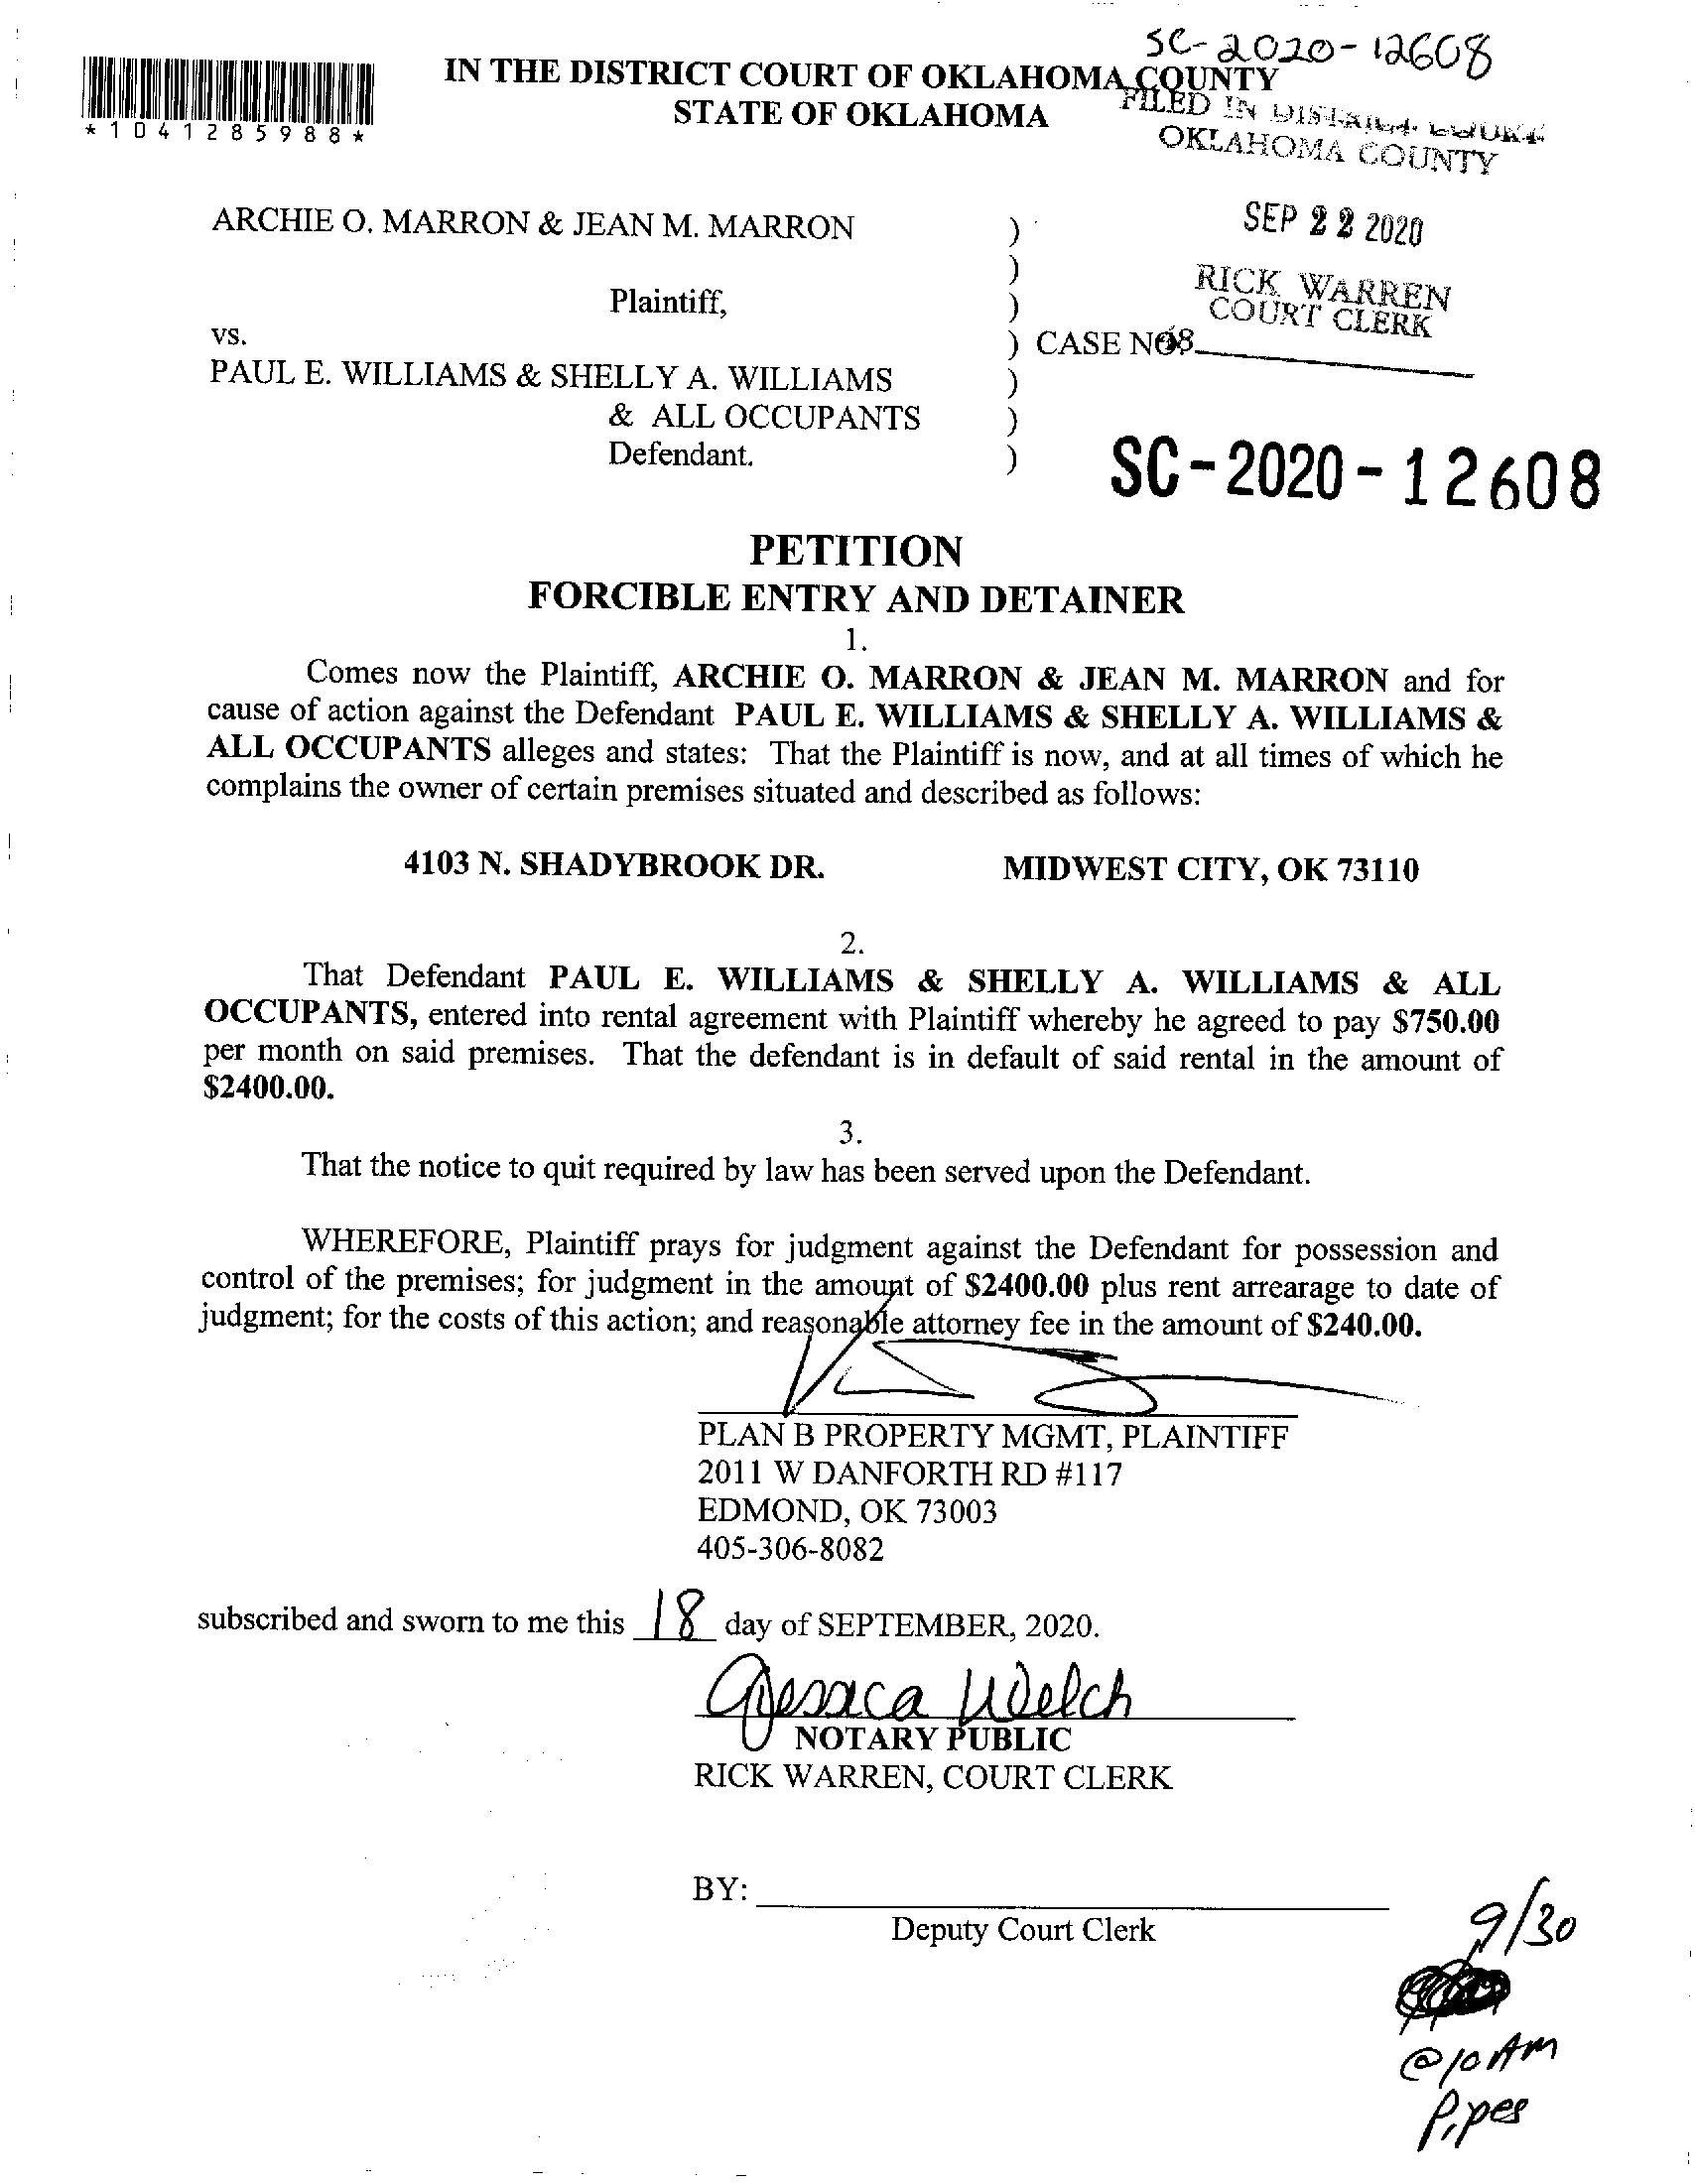 SC-2020-12608
IN THE DISTRICT COURT OF OKLAHOMA COUNTY
STATE OF OKLAHOMA
*1041285988*
FILED IN DISTRICT COURT
OKLAHOMA COUNTY
SEP 22 2020
RICK WARREN
COURT CLERK
08
ARCHIE O. MARRON & JEAN M. MARRON )
)
Plaintiff, )
vs. ) CASE NO.
PAUL E. WILLIAMS & SHELLY A. WILLIAMS )
& ALL OCCUPANTS )
Defendant. )
SC-2020-12608
PETITION
FORCIBLE ENTRY AND DETAINER
1.
Comes now the Plaintiff, ARCHIE O. MARRON & JEAN M. MARRON and for
cause of action against the Defendant PAUL E. WILLIAMS & SHELLY A. WILLIAMS &
ALL OCCUPANTS alleges and states: That the Plaintiff is now, and at all times of which he
complains the owner of certain premises situated and described as follows:
4103 N. SHADYBROOK DR. MIDWEST CITY, OK 73110
2.
That Defendant PAUL E. WILLIAMS & SHELLY A. WILLIAMS & ALL
OCCUPANTS, entered into rental agreement with Plaintiff whereby he agreed to pay $750.00
per month on said premises. That the defendant is in default of said rental in the amount of
$2400.00.
3.
That the notice to quit required by law has been served upon the Defendant.
WHEREFORE, Plaintiff prays for judgment against the Defendant for possession and
control of the premises; for judgment in the amount of $2400.00 plus rent arrearage to date of
judgment; for the costs of this action; and reasonable attorney fee in the amount of $240.00.
PLAN B PROPERTY MGMT, PLAINTIFF
2011 W DANFORTH RD #117
EDMOND, OK 73003
405-306-8082
subscribed and sworn to me this 18 day of SEPTEMBER, 2020.
Jessica Welch
NOTARY PUBLIC
RICK WARREN, COURT CLERK
BY:
Deputy Court Clerk
9/30
@10 AM
Pipes